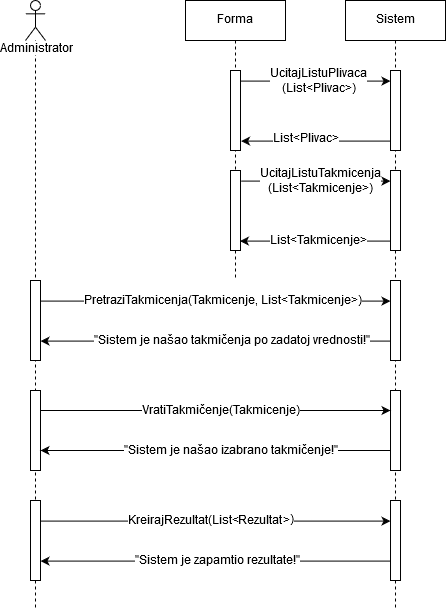 Administrator
Forma
Sistem
UcitajListuPlivaca
(List<Plivac>)
List<Plivac>
UcitajListuTakmicenja
(List<Takmicenje>)
List<Takmicenje>
PretraziTakmicenja(Takmicenje, List<Takmicenje>)
"Sistem je našao takmičenja po zadatoj vrednosti!"
VratiTakmičenje(Takmicenje)
"Sistem je našao izabrano takmičenje!"
KreirajRezultat(List<Rezultat>)
"Sistem je zapamtio rezultate!"